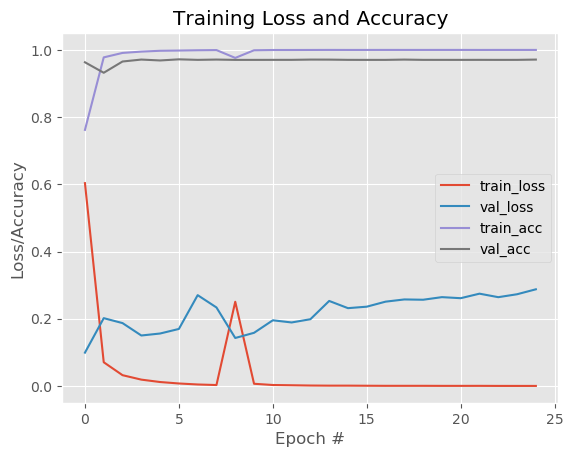 Training Loss and Accuracy
Loss/Accuracy
1.0
0.8
0.6
0.4
0.2
0.0
train_loss
val_loss
train_acc
val_acc
0 5 10 15 20 25
Epoch #